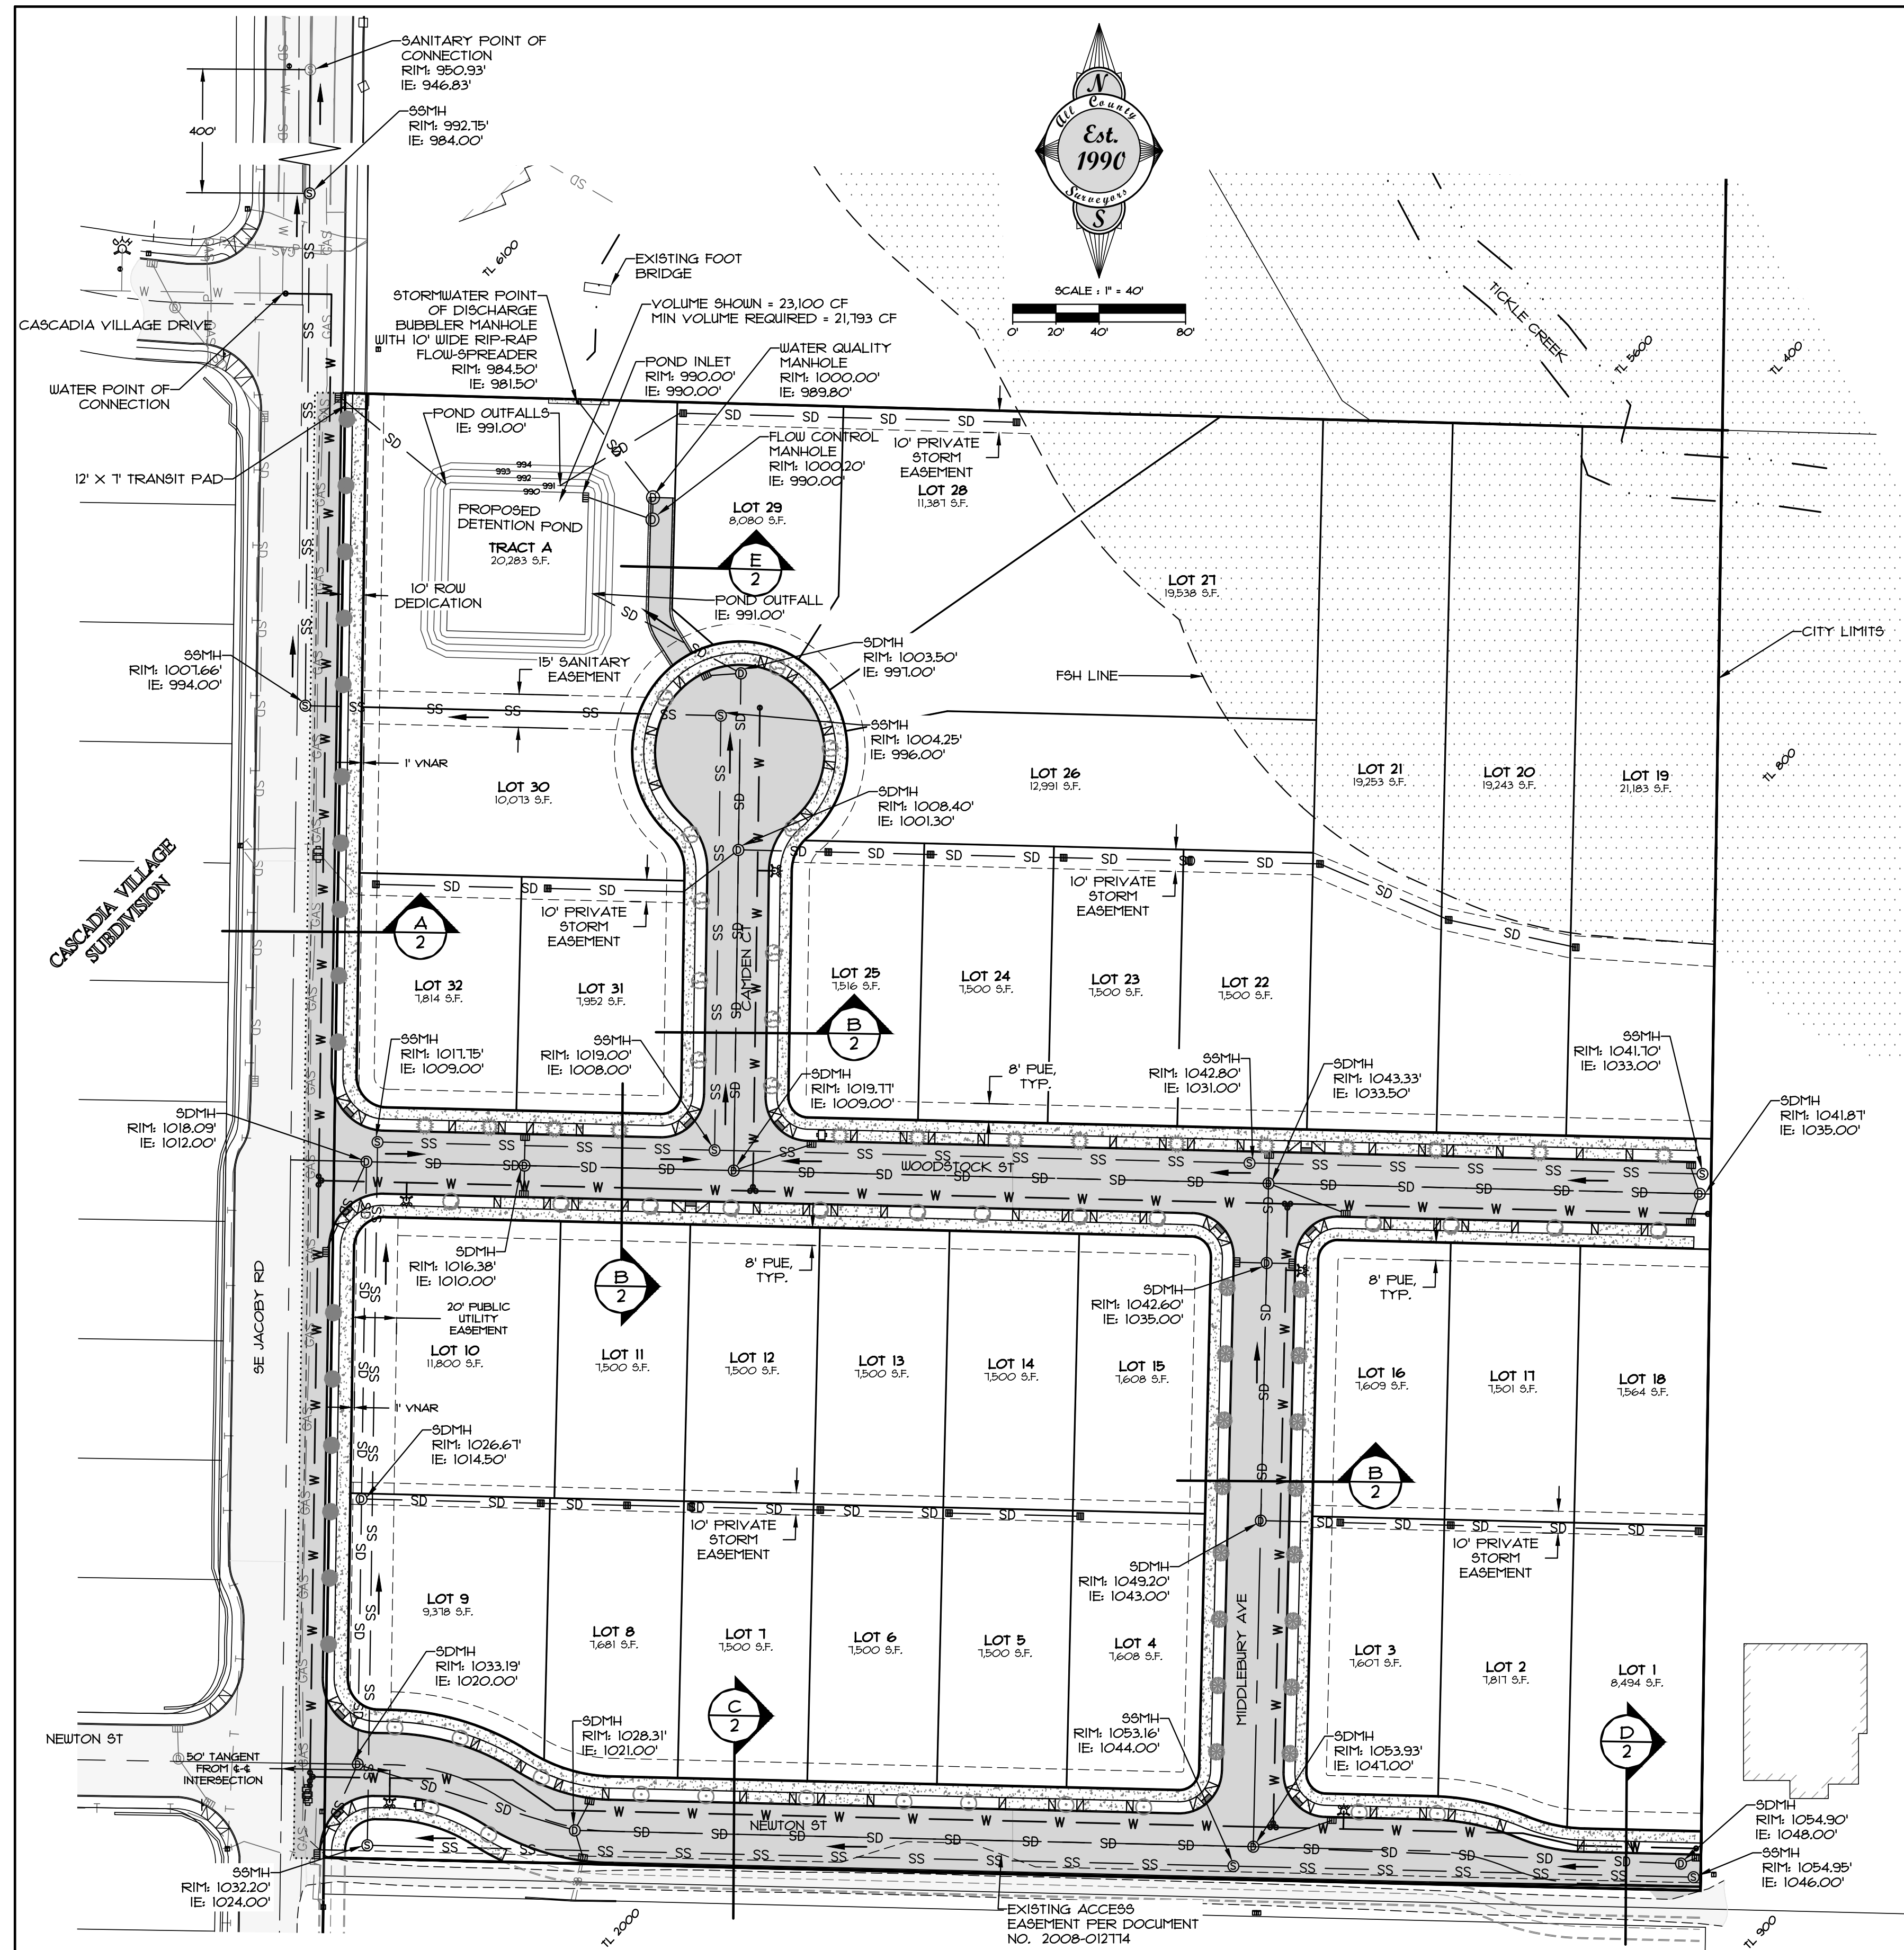 SANITARY POINT OF
CONNECTION
RIM: 950.93'
IE: 946.83'
400'
SSMH
RIM: 992.75'
IE: 984.00'
N
All County
Est.
1990
Surveyors
S
SCALE : 1" = 40'
0' 20' 40' 80'
TL 6100
EXISTING FOOT
BRIDGE
STORMWATER POINT
OF DISCHARGE
BUBBLER MANHOLE
WITH 10' WIDE RIP-RAP
FLOW-SPREADER
RIM: 984.50'
IE: 981.50'
VOLUME SHOWN = 23,100 CF
MIN VOLUME REQUIRED = 21,793 CF
POND INLET
RIM: 990.00'
IE: 990.00'
WATER QUALITY
MANHOLE
RIM: 1000.00'
IE: 989.80'
TICKLE CREEK
TL 5600
TL 400
CASCADIA VILLAGE DRIVE
WATER POINT OF
CONNECTION
12' X 7' TRANSIT PAD
POND OUTFALLS
IE: 991.00'
FLOW CONTROL
MANHOLE
RIM: 1000.20'
IE: 990.00'
10' PRIVATE
STORM
EASEMENT
LOT 28
11,387 S.F.
LOT 29
8,080 S.F.
994
993
992
991
990
PROPOSED
DETENTION POND
TRACT A
20,283 S.F.
10' ROW
DEDICATION
E
2
POND OUTFALL
IE: 991.00'
LOT 27
19,538 S.F.
CITY LIMITS
SSMH
RIM: 1007.66'
IE: 994.00'
15' SANITARY
EASEMENT
SDMH
RIM: 1003.50'
IE: 997.00'
FSH LINE
SSMH
RIM: 1004.25'
IE: 996.00'
1' VNAR
LOT 30
10,073 S.F.
SDMH
RIM: 1008.40'
IE: 1001.30'
LOT 26
12,991 S.F.
LOT 21
19,253 S.F.
LOT 20
19,243 S.F.
LOT 19
21,183 S.F.
TL 800
CASCADIA VILLAGE
SUBDIVISION
A
2
10' PRIVATE
STORM
EASEMENT
10' PRIVATE
STORM
EASEMENT
LOT 32
7,814 S.F.
LOT 31
7,952 S.F.
CAMDEN CT
LOT 25
7,516 S.F.
LOT 24
7,500 S.F.
LOT 23
7,500 S.F.
LOT 22
7,500 S.F.
B
2
SSMH
RIM: 1017.75'
IE: 1009.00'
SSMH
RIM: 1019.00'
IE: 1008.00'
SDMH
RIM: 1019.77'
IE: 1009.00'
8' PUE,
TYP.
SSMH
RIM: 1042.80'
IE: 1031.00'
SDMH
RIM: 1043.33'
IE: 1033.50'
SSMH
RIM: 1041.70'
IE: 1033.00'
SDMH
RIM: 1041.87'
IE: 1035.00'
SDMH
RIM: 1018.09'
IE: 1012.00'
WOODSTOCK ST
SDMH
RIM: 1016.38'
IE: 1010.00'
20' PUBLIC
UTILITY
EASEMENT
B
2
8' PUE,
TYP.
SDMH
RIM: 1042.60'
IE: 1035.00'
8' PUE,
TYP.
SE JACOBY RD
LOT 10
11,800 S.F.
LOT 11
7,500 S.F.
LOT 12
7,500 S.F.
LOT 13
7,500 S.F.
LOT 14
7,500 S.F.
LOT 15
7,608 S.F.
LOT 16
7,609 S.F.
LOT 17
7,501 S.F.
LOT 18
7,564 S.F.
1' VNAR
SDMH
RIM: 1026.67'
IE: 1014.50'
B
2
10' PRIVATE
STORM
EASEMENT
10' PRIVATE
STORM
EASEMENT
SDMH
RIM: 1049.20'
IE: 1043.00'
MIDDLEBURY AVE
LOT 9
9,378 S.F.
LOT 8
7,681 S.F.
LOT 7
7,500 S.F.
LOT 6
7,500 S.F.
LOT 5
7,500 S.F.
LOT 4
7,608 S.F.
LOT 3
7,607 S.F.
LOT 2
7,817 S.F.
LOT 1
8,494 S.F.
SDMH
RIM: 1033.19'
IE: 1020.00'
C
2
SDMH
RIM: 1028.31'
IE: 1021.00'
SSMH
RIM: 1053.16'
IE: 1044.00'
SDMH
RIM: 1053.93'
IE: 1047.00'
D
2
NEWTON ST
50' TANGENT
FROM ℄-℄
INTERSECTION
NEWTON ST
SDMH
RIM: 1054.90'
IE: 1048.00'
SSMH
RIM: 1054.95'
IE: 1046.00'
SSMH
RIM: 1032.20'
IE: 1024.00'
EXISTING ACCESS
EASEMENT PER DOCUMENT
NO. 2008-012774
TL 2000
TL 900